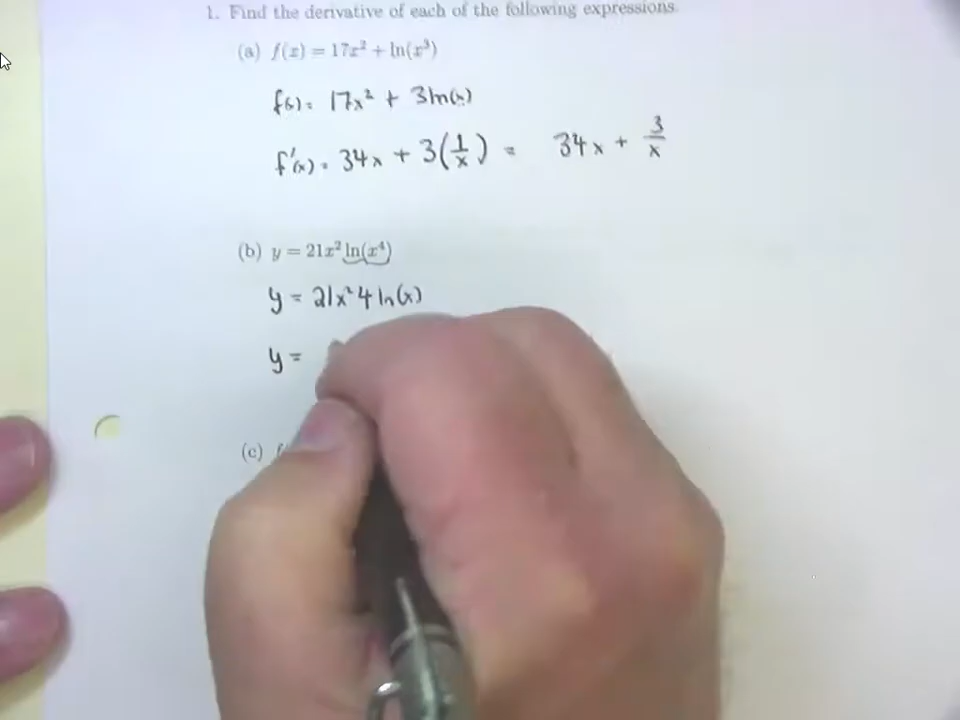 1. Find the derivative of each of the following expressions.
(a) f(x) = 17x² + ln(x³)
f(x) = 17x² + 3ln(x)
f'(x) = 34x + 3(1/x) = 34x + 3/x
(b) y = 21x² ln(x⁴)
y = 21x² 4 ln(x)
y =
(c)